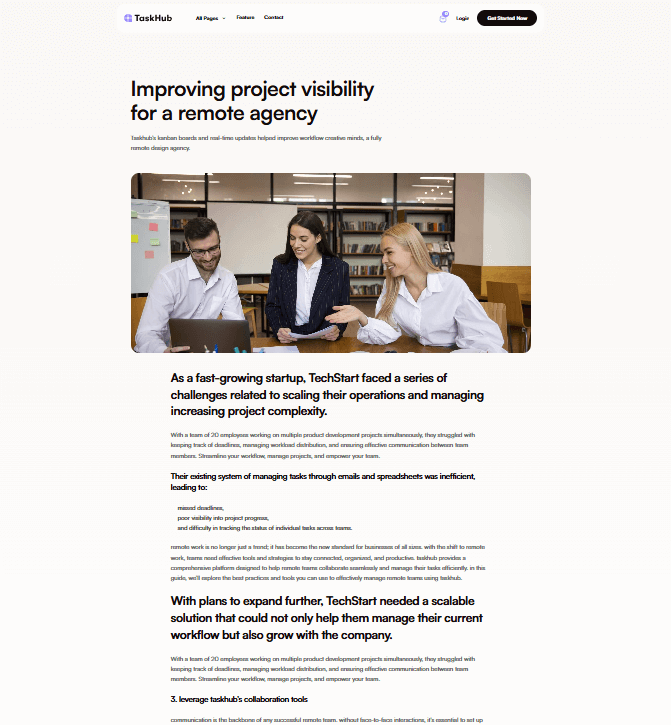 TaskHub
All Pages
Feature
Contact
Login
Get Started Now
Improving project visibility
for a remote agency
Taskhub's kanban boards and real-time updates helped improve workflow creative minds, a fully
remote design agency.
As a fast-growing startup, TechStart faced a series of
challenges related to scaling their operations and managing
increasing project complexity.
With a team of 20 employees working on multiple product development projects simultaneously, they struggled with
keeping track of deadlines, managing workload distribution, and ensuring effective communication between team
members. Streamline your workflow, manage projects, and empower your team.
Their existing system of managing tasks through emails and spreadsheets was inefficient,
leading to:
missed deadlines,
poor visibility into project progress,
and difficulty in tracking the status of individual tasks across teams.
remote work is no longer just a trend; it has become the new standard for businesses of all sizes. with the shift to remote
work, teams need effective tools and strategies to stay connected, organized, and productive. taskhub provides a
comprehensive platform designed to help remote teams collaborate seamlessly and manage their tasks efficiently. in this
guide, we'll explore the best practices and tools you can use to effectively manage remote teams using taskhub.
With plans to expand further, TechStart needed a scalable
solution that could not only help them manage their current
workflow but also grow with the company.
With a team of 20 employees working on multiple product development projects simultaneously, they struggled with
keeping track of deadlines, managing workload distribution, and ensuring effective communication between team
members. Streamline your workflow, manage projects, and empower your team.
3. leverage taskhub's collaboration tools
communication is the backbone of any successful remote team. without face-to-face interactions, it's essential to set up